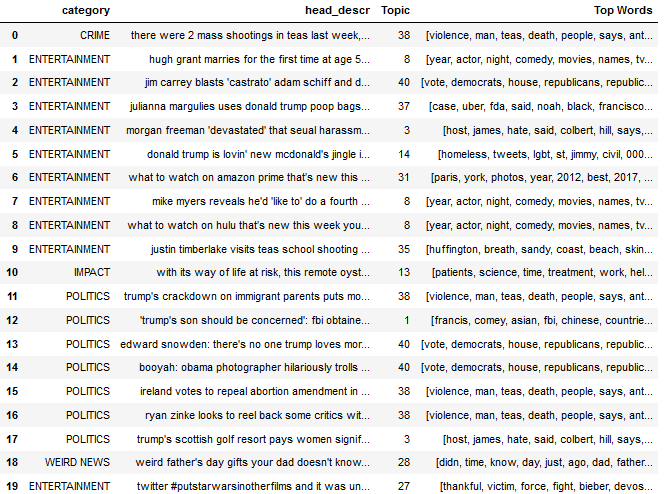 category head_descr Topic Top Words
0 CRIME there were 2 mass shootings in teas last week,... 38 [violence, man, teas, death, people, says, ant...
1 ENTERTAINMENT hugh grant marries for the first time at age 5... 8 [year, actor, night, comedy, movies, names, tv...
2 ENTERTAINMENT jim carrey blasts 'castrato' adam schiff and d... 40 [vote, democrats, house, republicans, republic...
3 ENTERTAINMENT julianna margulies uses donald trump poop bags... 37 [case, uber, fda, said, noah, black, francisco...
4 ENTERTAINMENT morgan freeman 'devastated' that seual harassm... 3 [host, james, hate, said, colbert, hill, says,...
5 ENTERTAINMENT donald trump is lovin' new mcdonald's jingle i... 14 [homeless, tweets, lgbt, st, jimmy, civil, 000...
6 ENTERTAINMENT what to watch on amazon prime that's new this ... 31 [paris, york, photos, year, 2012, best, 2017, ...
7 ENTERTAINMENT mike myers reveals he'd 'like to' do a fourth ... 8 [year, actor, night, comedy, movies, names, tv...
8 ENTERTAINMENT what to watch on hulu that's new this week you... 8 [year, actor, night, comedy, movies, names, tv...
9 ENTERTAINMENT justin timberlake visits teas school shooting ... 35 [huffington, breath, sandy, coast, beach, skin...
10 IMPACT with its way of life at risk, this remote oyst... 13 [patients, science, time, treatment, work, hel...
11 POLITICS trump's crackdown on immigrant parents puts mo... 38 [violence, man, teas, death, people, says, ant...
12 POLITICS 'trump's son should be concerned': fbi obtaine... 1 [francis, comey, asian, fbi, chinese, countrie...
13 POLITICS edward snowden: there's no one trump loves mor... 40 [vote, democrats, house, republicans, republic...
14 POLITICS booyah: obama photographer hilariously trolls ... 40 [vote, democrats, house, republicans, republic...
15 POLITICS ireland votes to repeal abortion amendment in ... 38 [violence, man, teas, death, people, says, ant...
16 POLITICS ryan zinke looks to reel back some critics wit... 38 [violence, man, teas, death, people, says, ant...
17 POLITICS trump's scottish golf resort pays women signif... 3 [host, james, hate, said, colbert, hill, says,...
18 WEIRD NEWS weird father's day gifts your dad doesn't know... 28 [didn, time, know, day, just, ago, dad, father...
19 ENTERTAINMENT twitter #putstarwarsinotherfilms and it was un... 27 [thankful, victim, force, fight, bieber, devos...